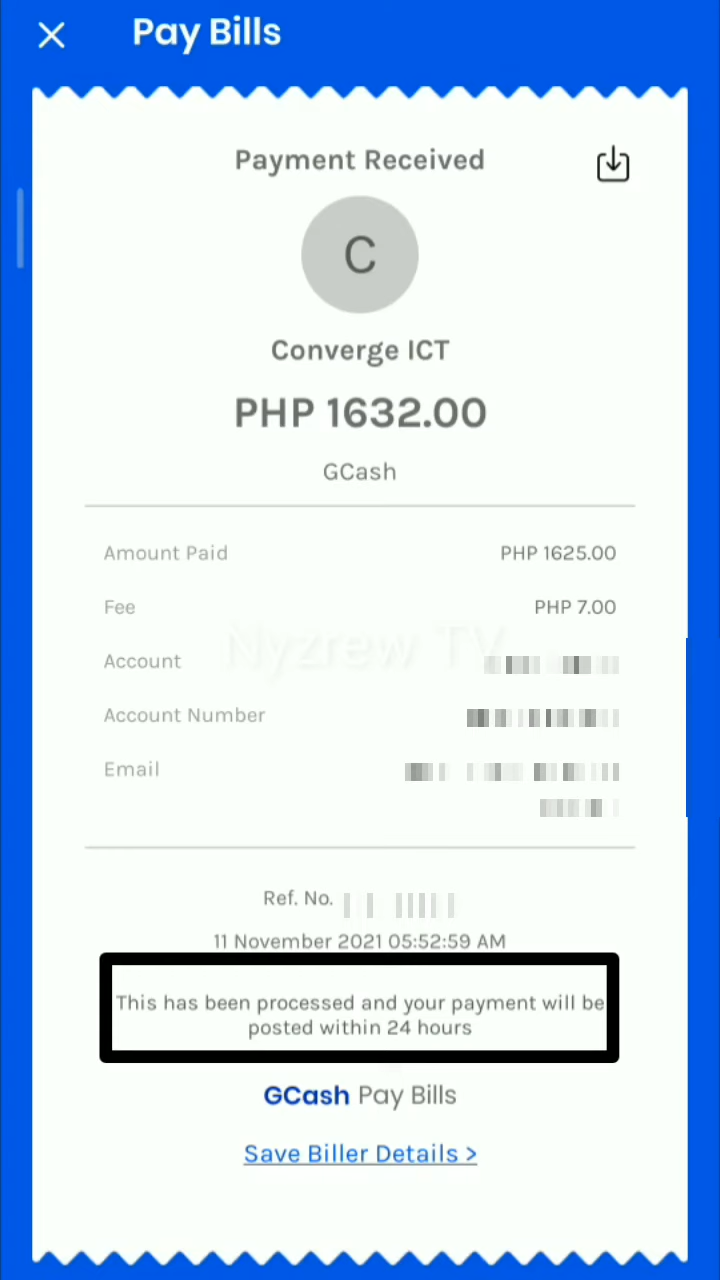 Pay Bills
Payment Received
C
Converge ICT
PHP 1632.00
GCash
Amount Paid PHP 1625.00
Fee PHP 7.00
Nyzrew TV
Account
Account Number
Email
Ref. No.
11 November 2021 05:52:59 AM
This has been processed and your payment will be
posted within 24 hours
GCash Pay Bills
Save Biller Details >